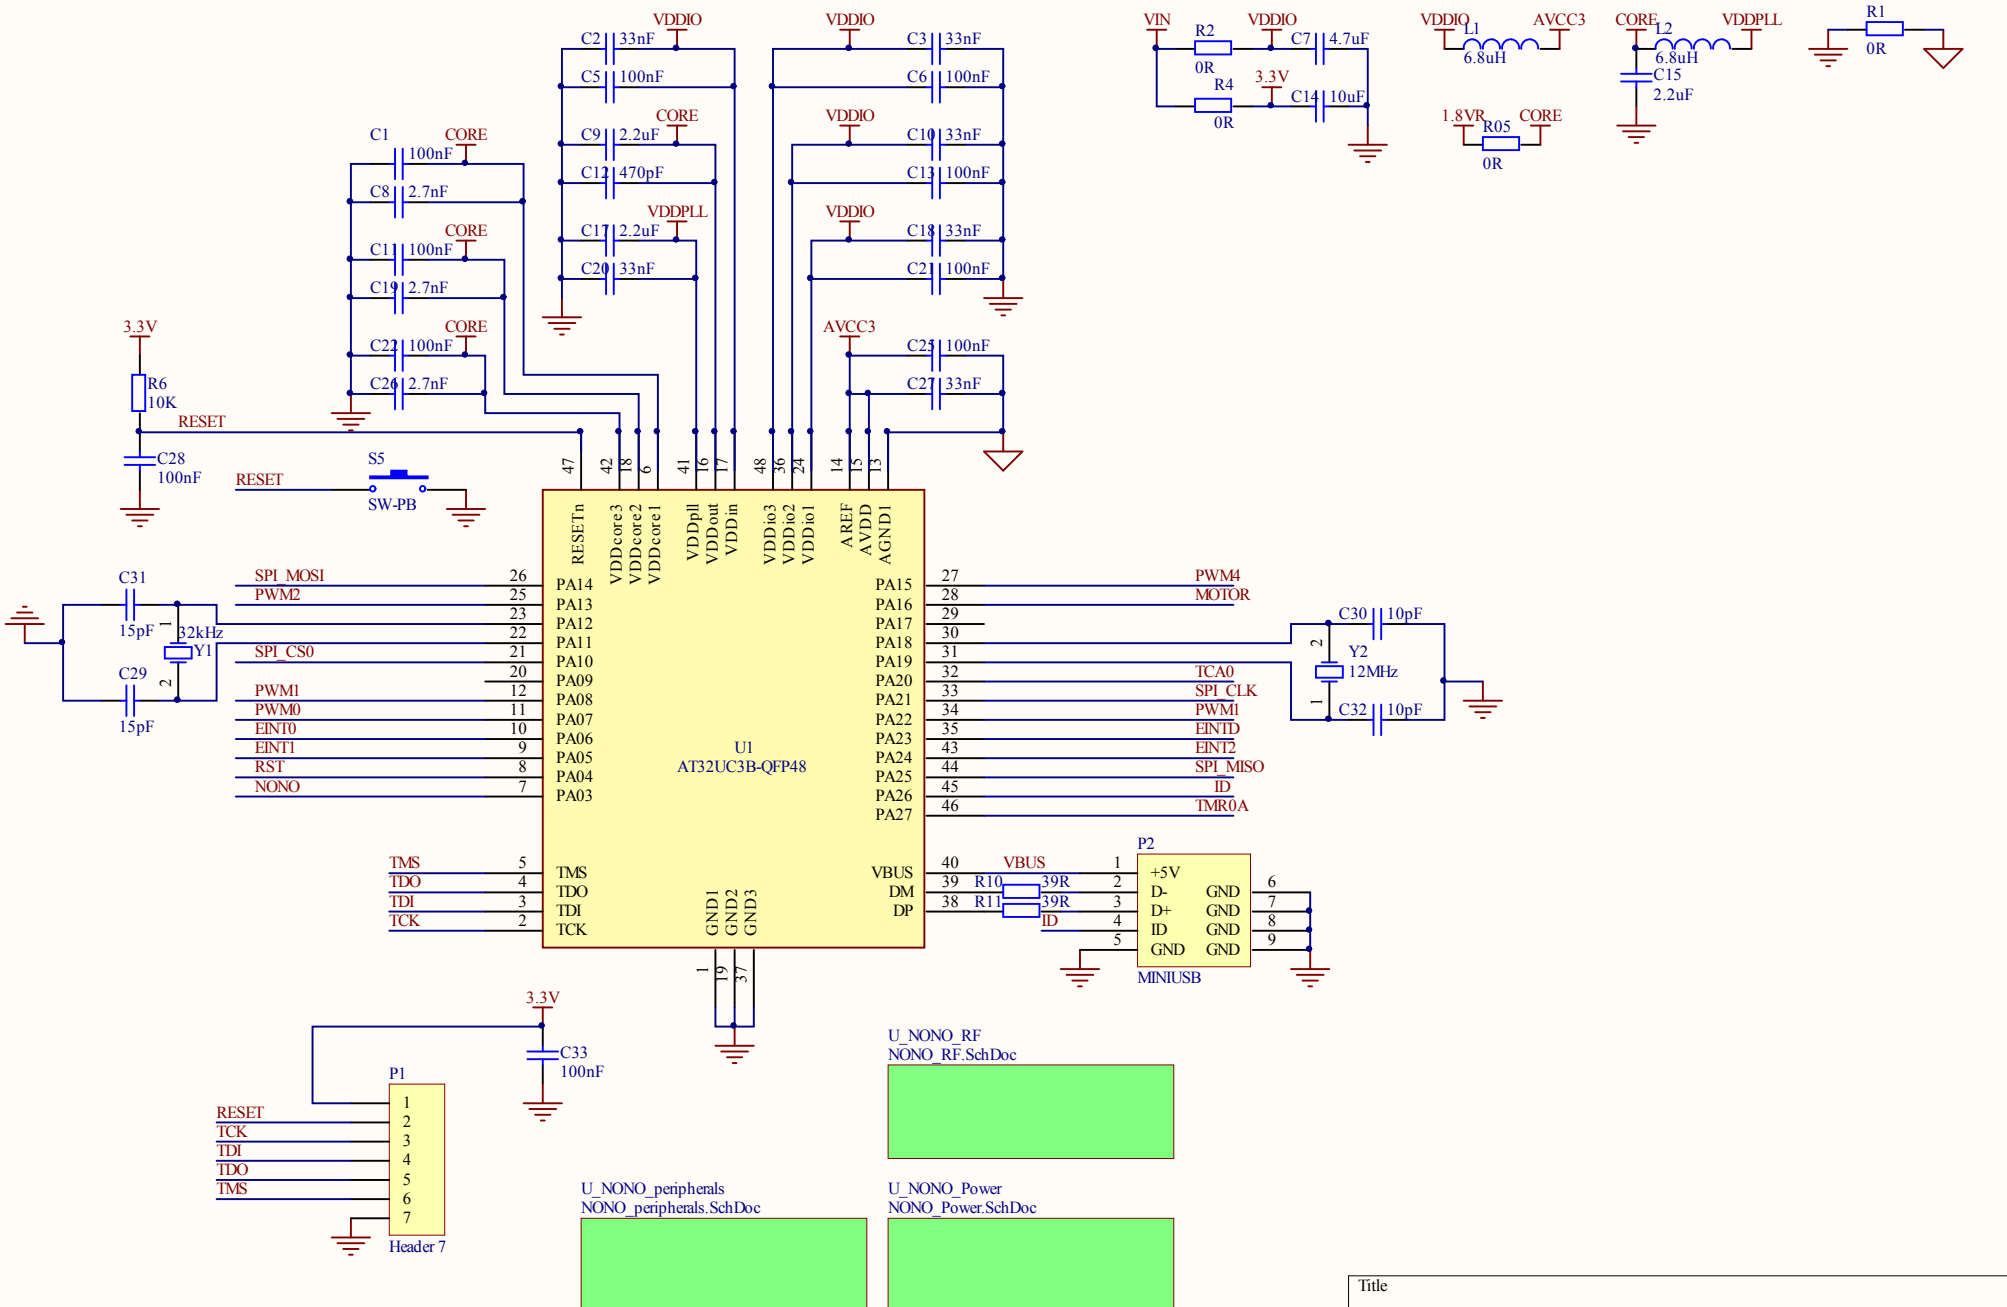 VDDIO
C2 33nF
C5 100nF
CORE
C9 2.2uF
C12 470pF
VDDPLL
C17 2.2uF
C20 33nF
VDDIO
C3 33nF
C6 100nF
VDDIO
C10 33nF
C13 100nF
VDDIO
C18 33nF
C21 100nF
AVCC3
C25 100nF
C27 33nF
VIN
R2
0R
VDDIO
C7 4.7uF
R4
0R
3.3V
C14 10uF
VDDIO
L1
6.8uH
AVCC3
CORE
L2
6.8uH
VDDPLL
C15
2.2uF
R1
0R
1.8VR
R05
0R
CORE
C1
100nF
CORE
C8 2.7nF
CORE
C11 100nF
C19 2.7nF
CORE
C22 100nF
C26 2.7nF
3.3V
R6
10K
RESET
C28
100nF
RESET
S5
SW-PB
47 42 18 6 41 16 17 48 36 24 14 15 13
RESETn
VDDcore3
VDDcore2
VDDcore1
VDDpll
VDDout
VDDin
VDDio3
VDDio2
VDDio1
AREF
AVDD
AGND1
C31
15pF
1
32kHz
Y1
2
C29
15pF
SPI_MOSI 26 PA14
PWM2 25 PA13
23 PA12
22 PA11
SPI_CS0 21 PA10
20 PA09
PWM1 12 PA08
PWM0 11 PA07
EINT0 10 PA06
EINT1 9 PA05
RST 8 PA04
NONO 7 PA03
TMS 5 TMS
TDO 4 TDO
TDI 3 TDI
TCK 2 TCK
U1
AT32UC3B-QFP48
PA15 27 PWM4
PA16 28 MOTOR
PA17 29
PA18 30
PA19 31
PA20 32 TCA0
PA21 33 SPI_CLK
PA22 34 PWM1
PA23 35 EINTD
PA24 43 EINT2
PA25 44 SPI_MISO
PA26 45 ID
PA27 46 TMR0A
C30 10pF
2
Y2
12MHz
1
C32 10pF
VBUS 40 VBUS
DM 39 R10 39R
DP 38 R11 39R
ID
P2
1 +5V
2 D- GND 6
3 D+ GND 7
4 ID GND 8
5 GND GND 9
MINIUSB
GND1
GND2
GND3
1 19 37
3.3V
C33
100nF
P1
1
RESET 2
TCK 3
TDI 4
TDO 5
TMS 6
7
Header 7
U_NONO_RF
NONO_RF.SchDoc
U_NONO_peripherals
NONO_peripherals.SchDoc
U_NONO_Power
NONO_Power.SchDoc
Title